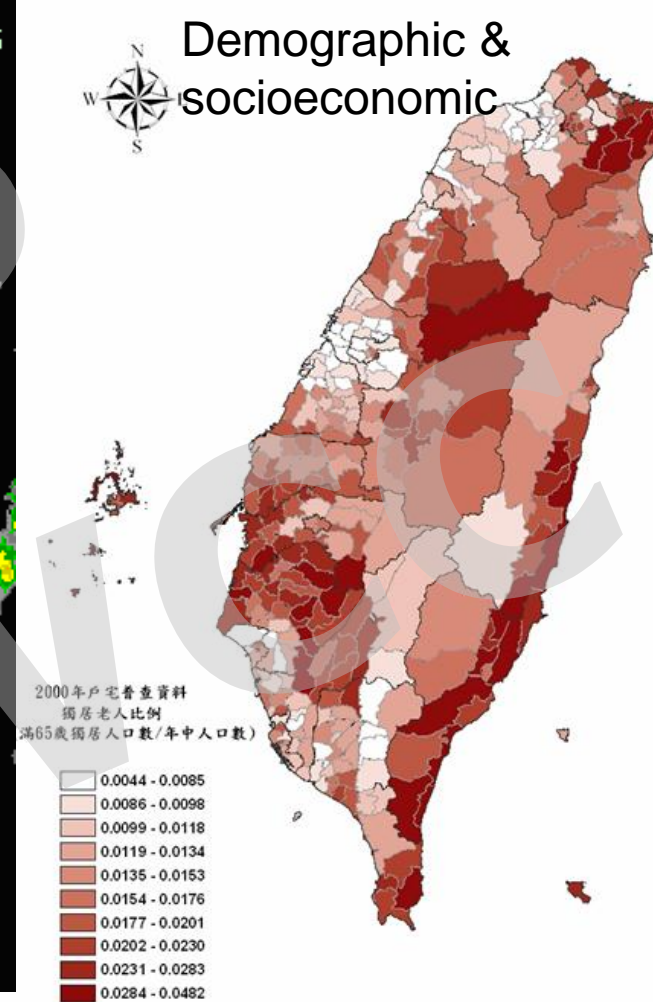 Demographic &
socioeconomic
N
W
S
2000年戶宅普查資料
獨居老人比例
滿65歲獨居人口數/年中人口數)
0.0044 - 0.0085
0.0086 - 0.0098
0.0099 - 0.0118
0.0119 - 0.0134
0.0135 - 0.0153
0.0154 - 0.0176
0.0177 - 0.0201
0.0202 - 0.0230
0.0231 - 0.0283
0.0284 - 0.0482